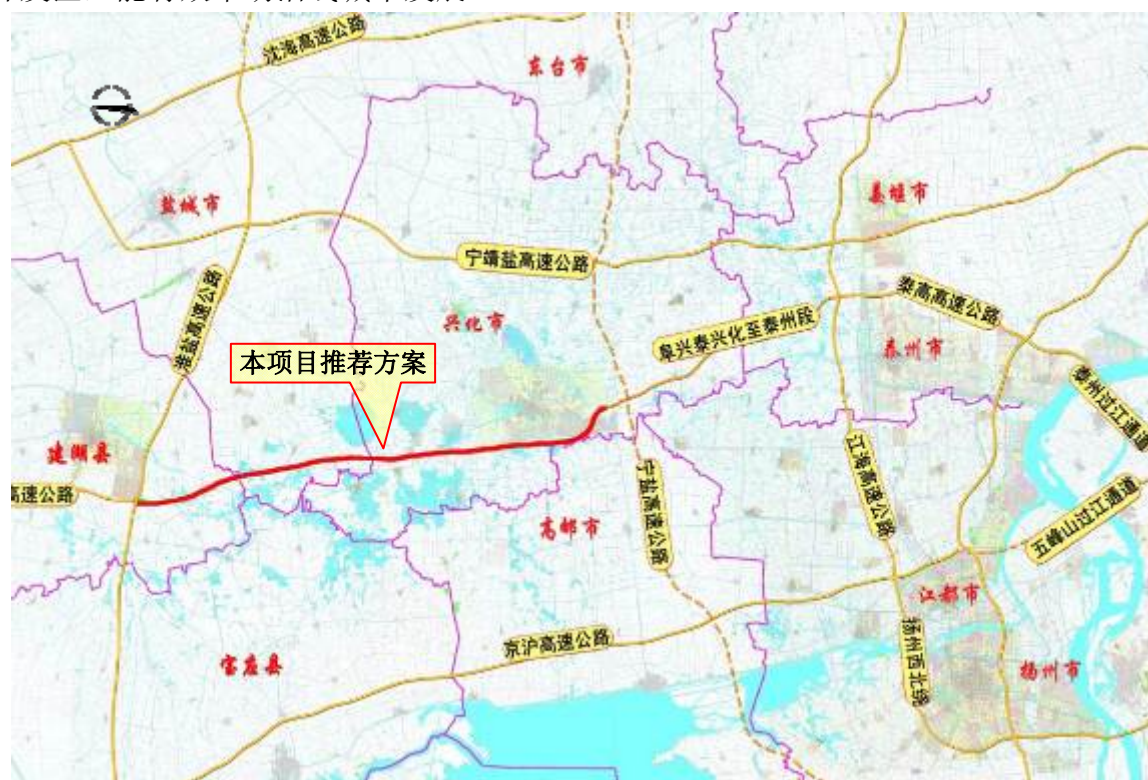 沈海高速公路
东台市
盐城市
姜堰市
宁靖盐高速公路
淮盐高速公路
泰高高速公路
兴化市
阜兴泰兴化至泰州段
泰州市
本项目推荐方案
泰州过江通道
建湖县
高速公路
江海高速公路
宁盐高速公路
高邮市
五峰山过江通道
江都市
京沪高速公路
扬州西北绕
宝应县
扬州市